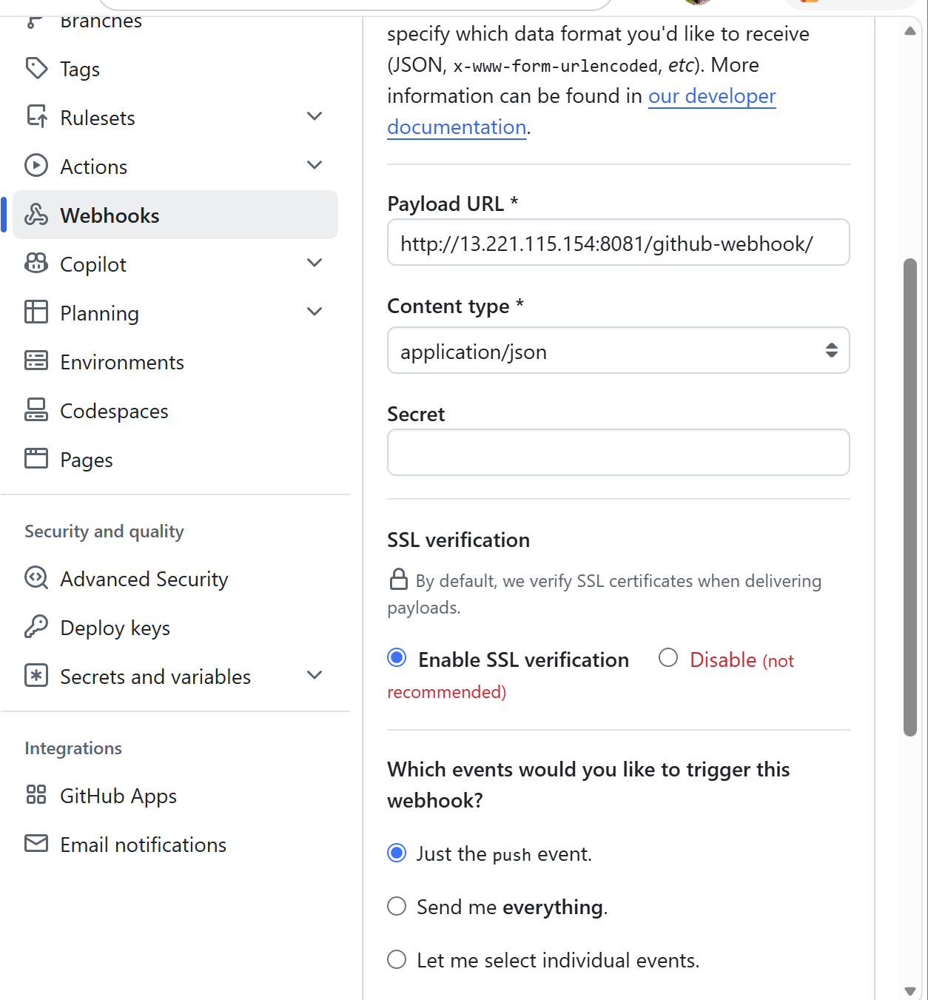 Branches
Tags
Rulesets
Actions
Webhooks
Copilot
Planning
Environments
Codespaces
Pages
Security and quality
Advanced Security
Deploy keys
Secrets and variables
Integrations
GitHub Apps
Email notifications
specify which data format you'd like to receive
(JSON, x-www-form-urlencoded, etc). More
information can be found in our developer
documentation.
Payload URL *
http://13.221.115.154:8081/github-webhook/
Content type *
application/json
Secret
SSL verification
By default, we verify SSL certificates when delivering
payloads.
Enable SSL verification Disable (not
recommended)
Which events would you like to trigger this
webhook?
Just the push event.
Send me everything.
Let me select individual events.